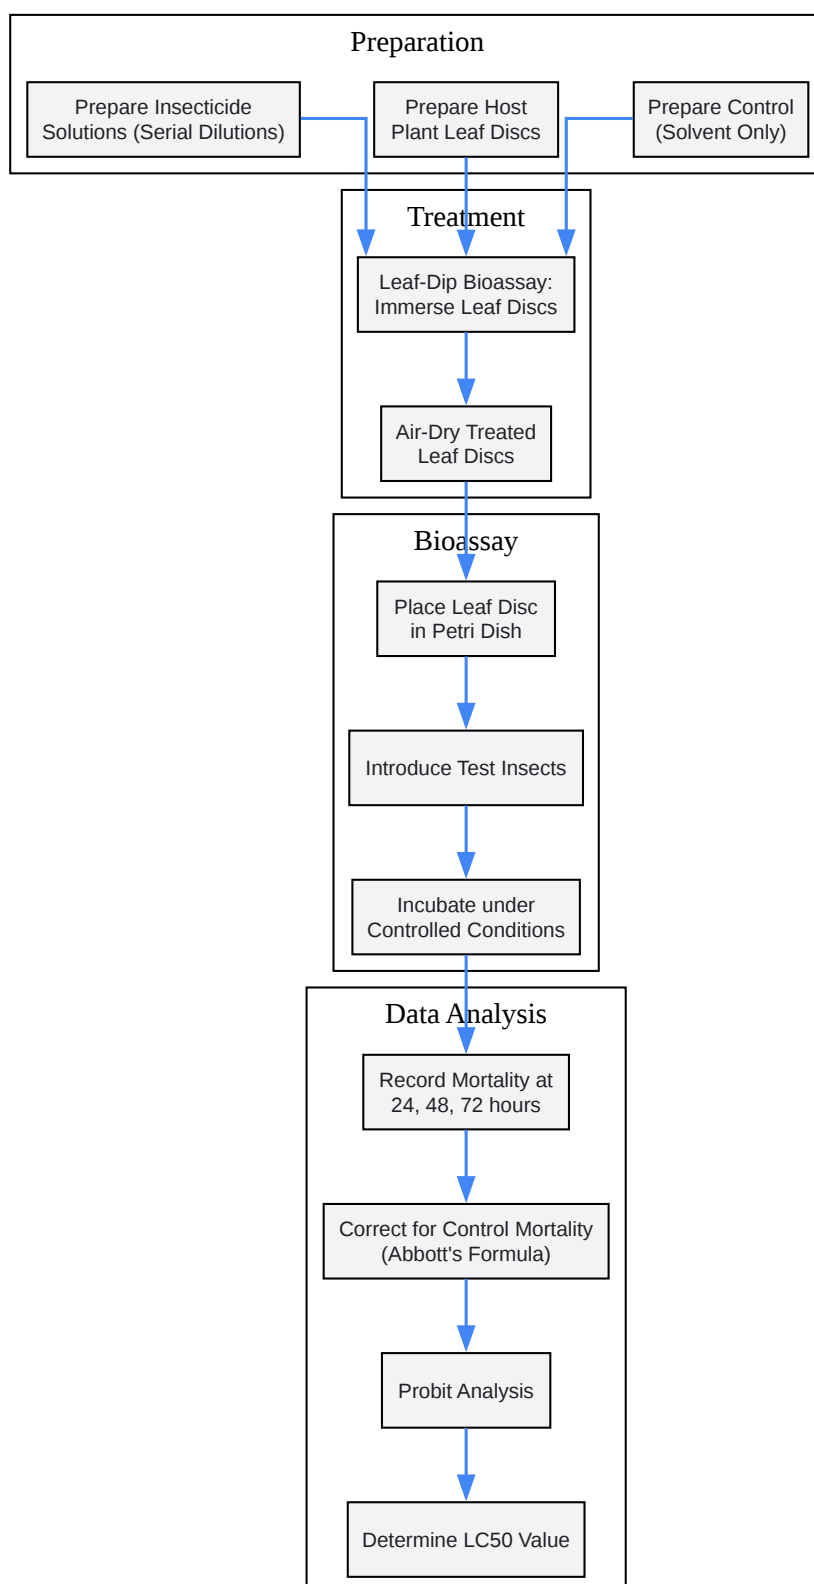 Preparation
Prepare Insecticide
Solutions (Serial Dilutions)
Prepare Host
Plant Leaf Discs
Prepare Control
(Solvent Only)
Treatment
Leaf-Dip Bioassay:
Immerse Leaf Discs
Air-Dry Treated
Leaf Discs
Bioassay
Place Leaf Disc
in Petri Dish
Introduce Test Insects
Incubate under
Controlled Conditions
Data Analysis
Record Mortality at
24, 48, 72 hours
Correct for Control Mortality
(Abbott's Formula)
Probit Analysis
Determine LC50 Value